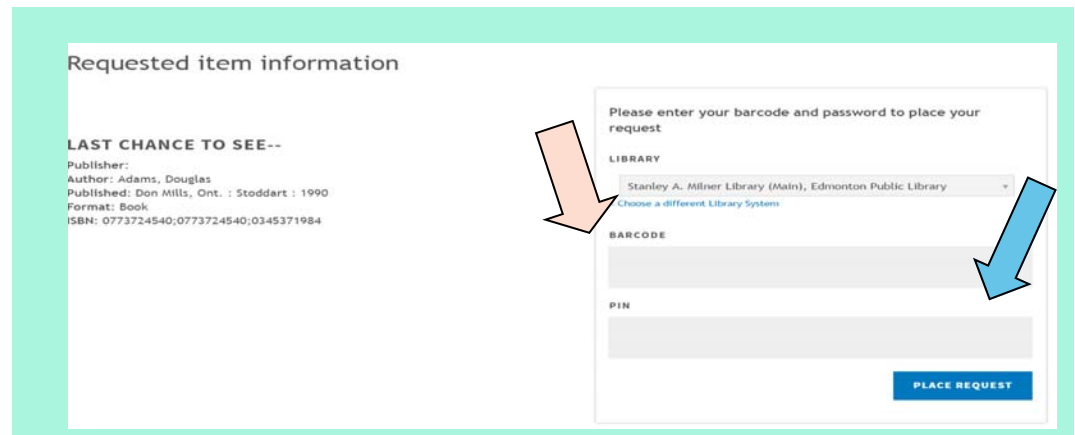 Requested item information
LAST CHANCE TO SEE--
Publisher:
Author: Adams, Douglas
Published: Don Mills, Ont. : Stoddart : 1990
Format: Book
ISBN: 0773724540;0773724540;0345371984
Please enter your barcode and password to place your
request
LIBRARY
Stanley A. Milner Library (Main), Edmonton Public Library
Choose a different Library System
BARCODE
PIN
PLACE REQUEST